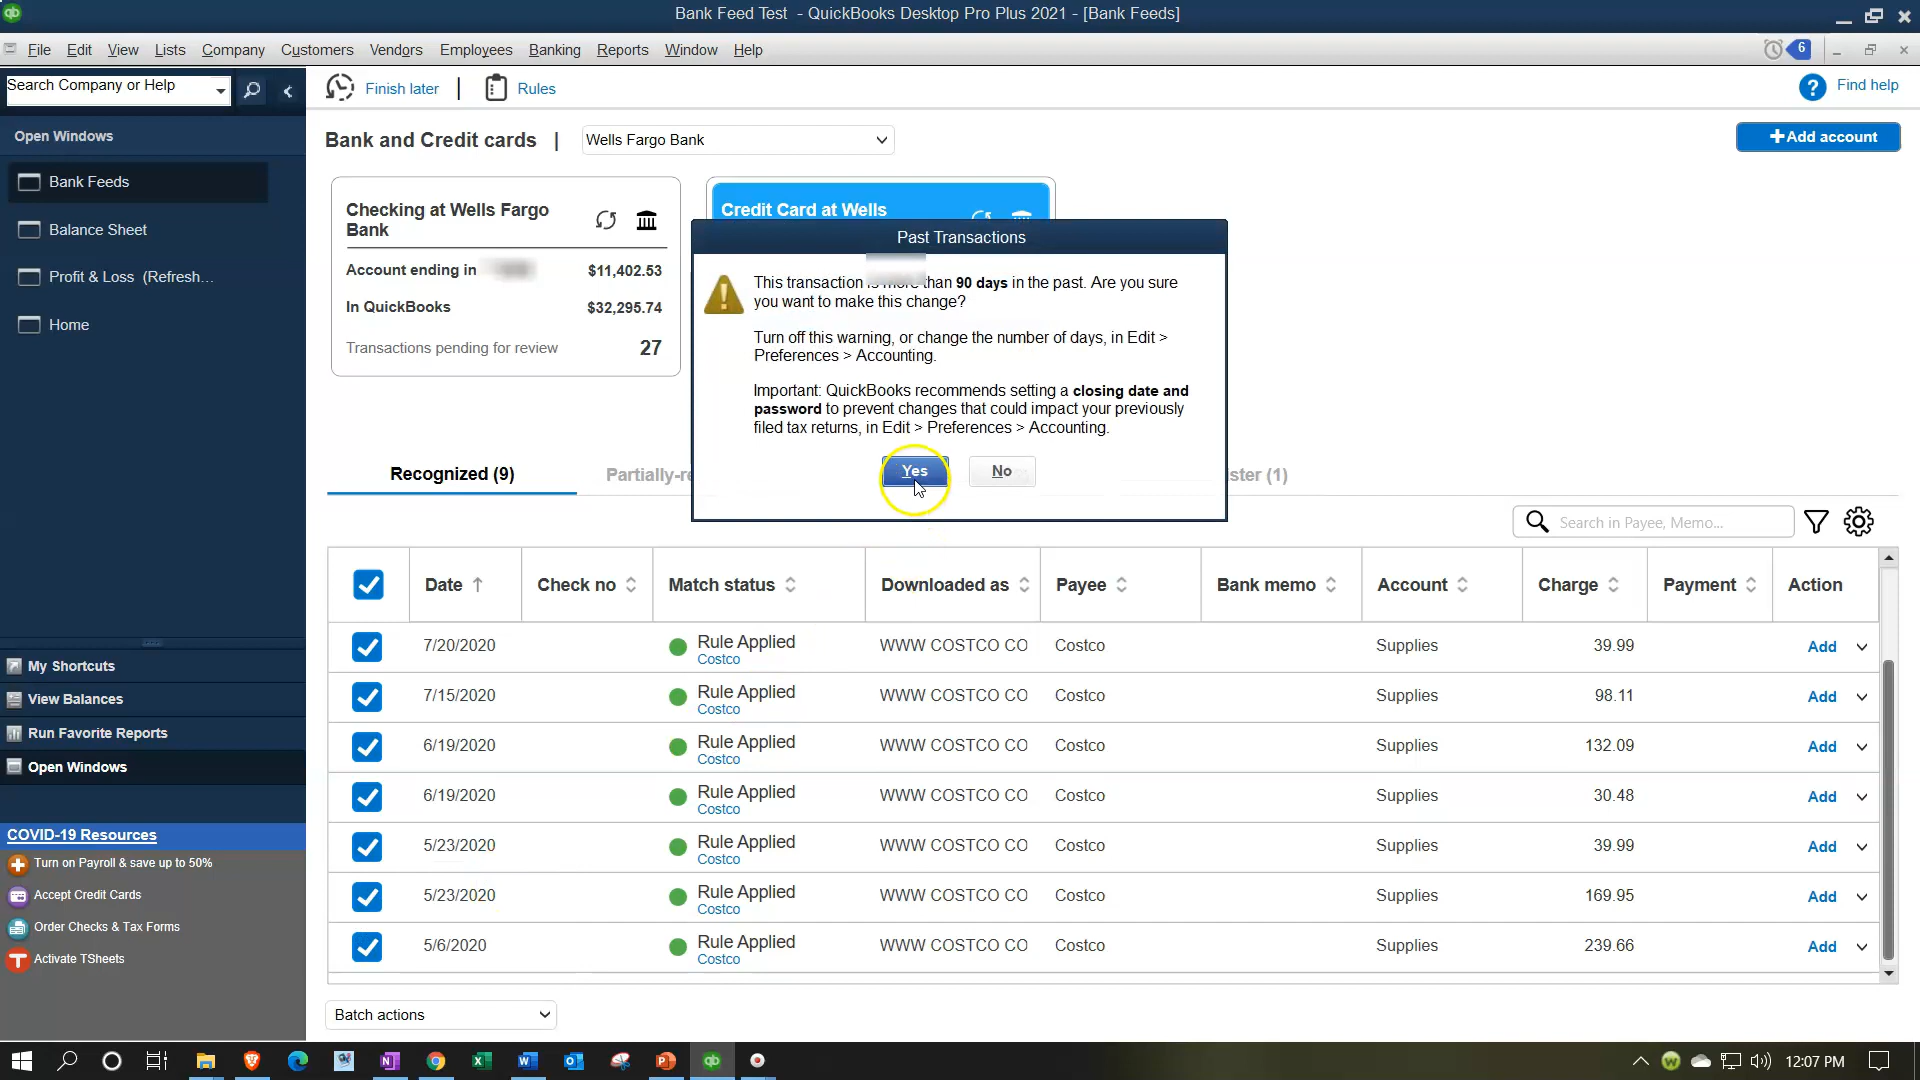 Bank Feed Test - QuickBooks Desktop Pro Plus 2021 - [Bank Feeds]
File Edit View Lists Company Customers Vendors Employees Banking Reports Window Help
6
Search Company or Help
Finish later | Rules
? Find help
Open Windows
Bank and Credit cards | Wells Fargo Bank
+Add account
Bank Feeds
Balance Sheet
Profit & Loss (Refresh...
Home
Checking at Wells Fargo
Bank
Account ending in $11,402.53
In QuickBooks $32,295.74
Transactions pending for review 27
Credit Card at Wells
Past Transactions
This transaction is more than 90 days in the past. Are you sure
you want to make this change?
Turn off this warning, or change the number of days, in Edit >
Preferences > Accounting.
Important: QuickBooks recommends setting a closing date and
password to prevent changes that could impact your previously
filed tax returns, in Edit > Preferences > Accounting.
Yes No
Recognized (9) Partially-re ster (1)
Search in Payee, Memo...
Date Check no Match status Downloaded as Payee Bank memo Account Charge Payment Action
7/20/2020 Rule Applied WWW COSTCO CO Costco Supplies 39.99 Add
Costco
7/15/2020 Rule Applied WWW COSTCO CO Costco Supplies 98.11 Add
Costco
6/19/2020 Rule Applied WWW COSTCO CO Costco Supplies 132.09 Add
Costco
6/19/2020 Rule Applied WWW COSTCO CO Costco Supplies 30.48 Add
Costco
5/23/2020 Rule Applied WWW COSTCO CO Costco Supplies 39.99 Add
Costco
5/23/2020 Rule Applied WWW COSTCO CO Costco Supplies 169.95 Add
Costco
5/6/2020 Rule Applied WWW COSTCO CO Costco Supplies 239.66 Add
Costco
Batch actions
My Shortcuts
View Balances
Run Favorite Reports
Open Windows
COVID-19 Resources
Turn on Payroll & save up to 50%
Accept Credit Cards
Order Checks & Tax Forms
Activate TSheets
12:07 PM